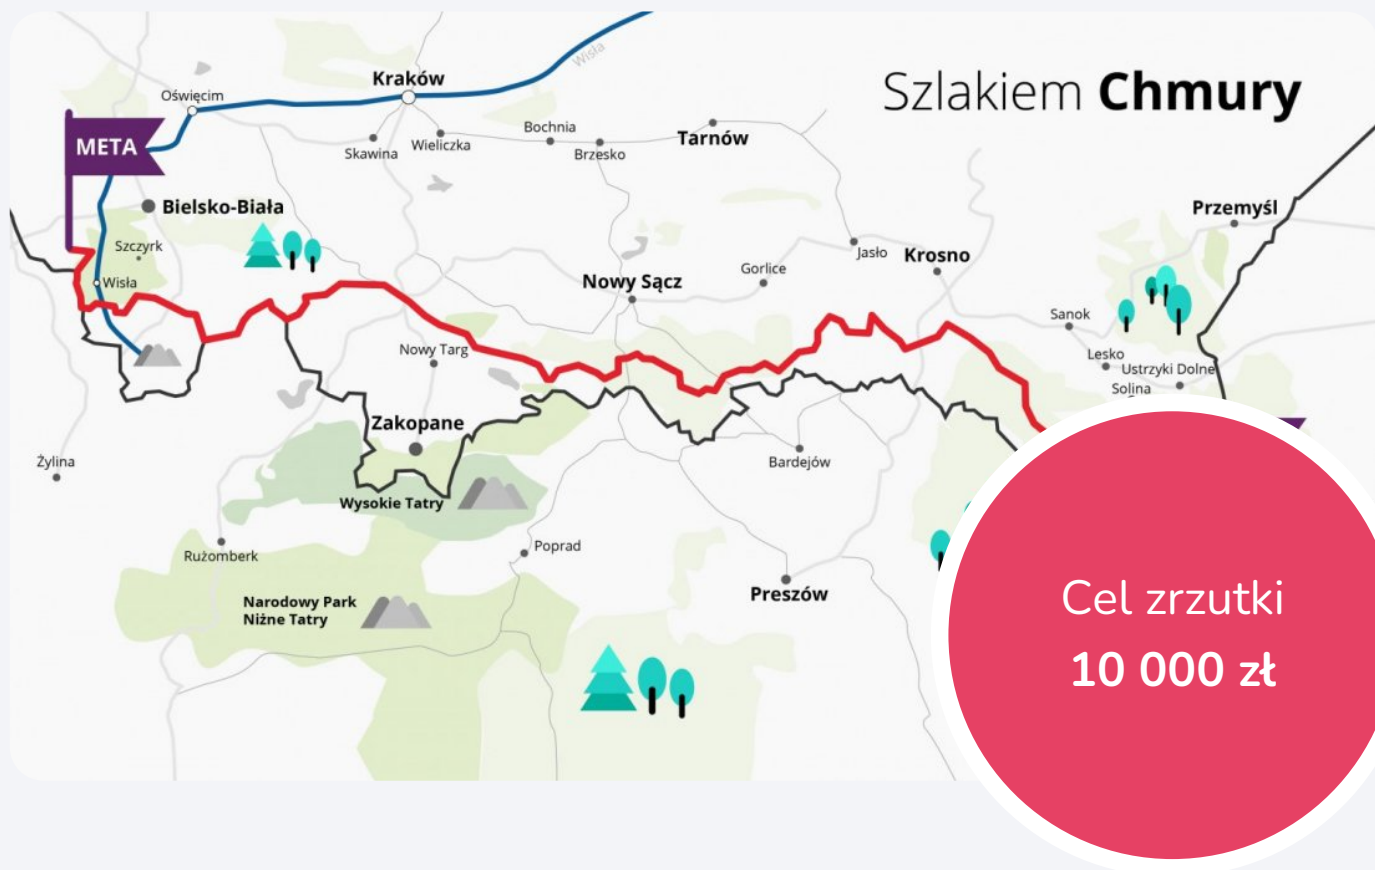 Wisła
Szlakiem Chmury
Kraków
Oświęcim
META
Skawina
Wieliczka
Bochnia
Brzesko
Tarnów
Bielsko-Biała
Szczyrk
Wisła
Przemyśl
Jasło
Krosno
Gorlice
Nowy Sącz
Sanok
Nowy Targ
Lesko
Ustrzyki Dolne
Solina
Zakopane
Żylina
Bardejów
Wysokie Tatry
Rużomberk
Poprad
Preszów
Narodowy Park
Niżne Tatry
Cel zrzutki
10 000 zł